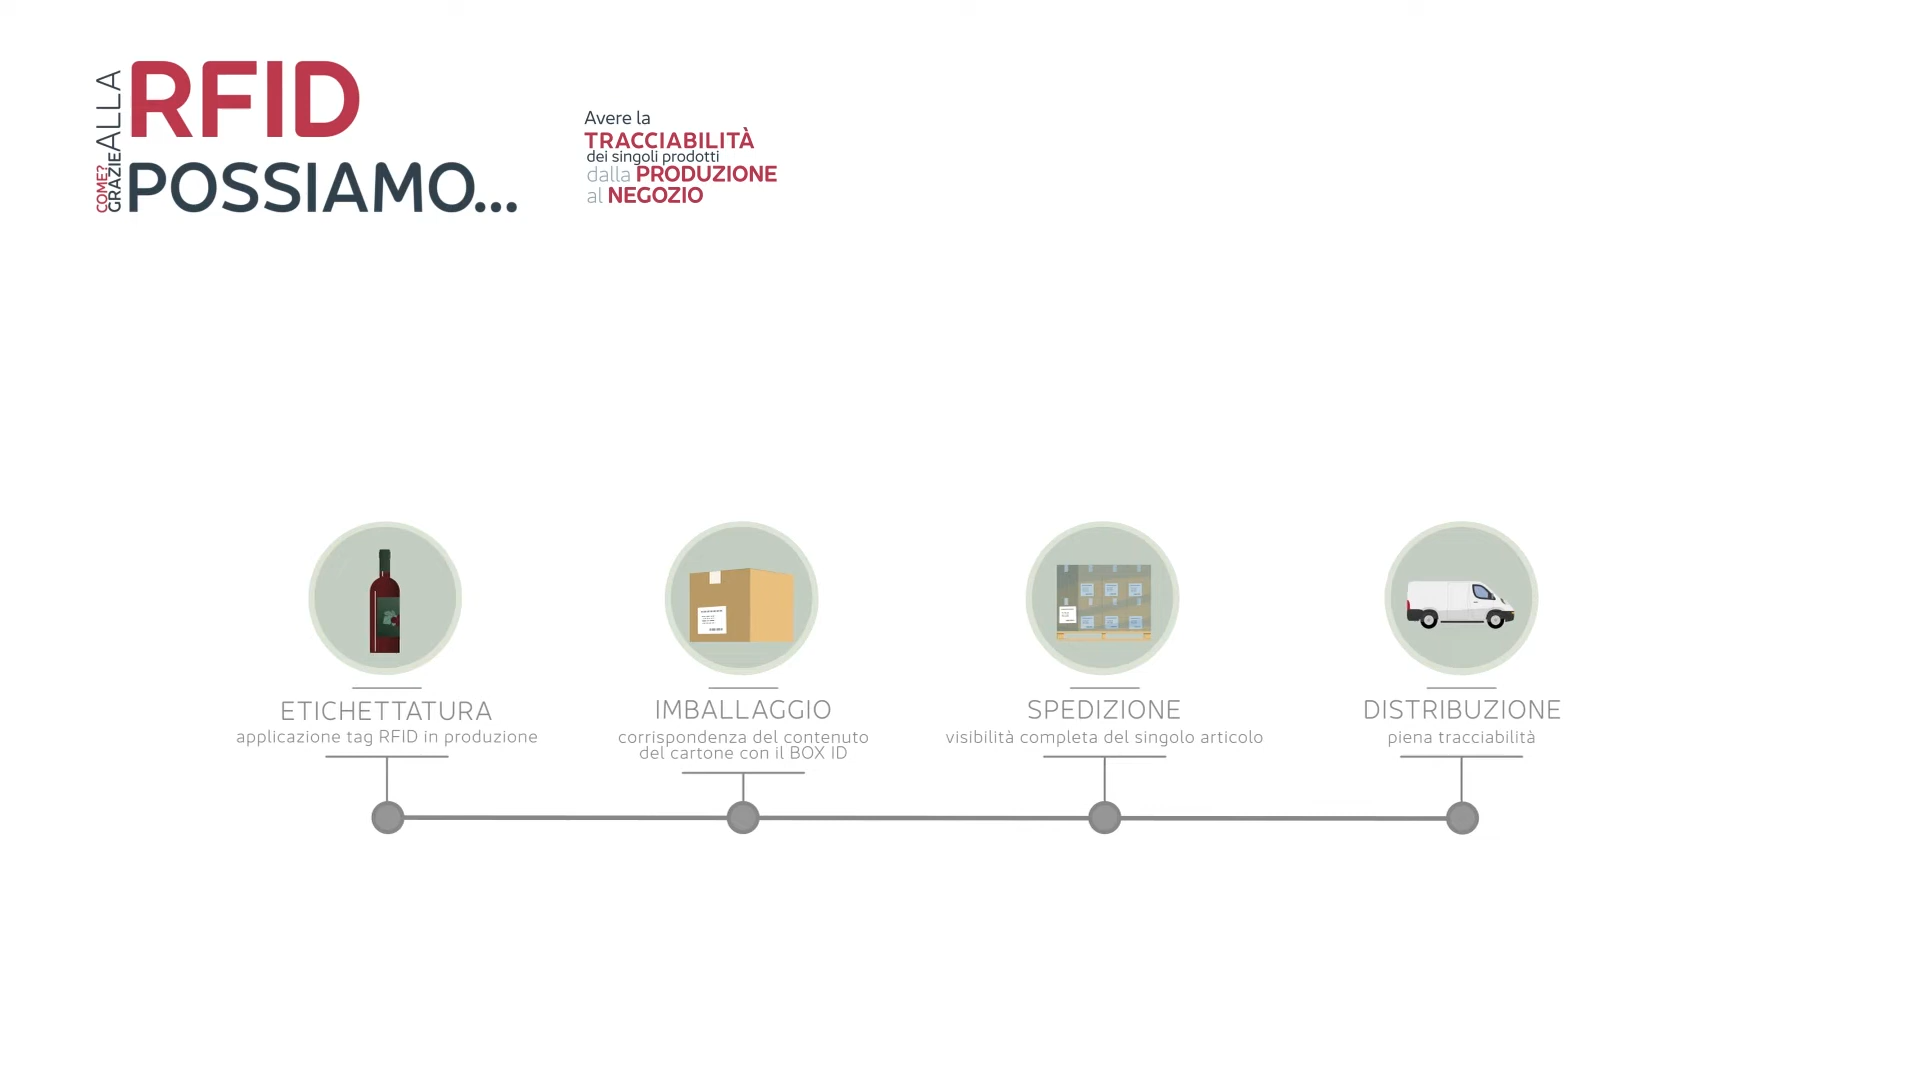 COME?
GRAZIE ALLA
RFID
POSSIAMO...
Avere la
TRACCIABILITÀ
dei singoli prodotti
dalla PRODUZIONE
al NEGOZIO
ETICHETTATURA
applicazione tag RFID in produzione
IMBALLAGGIO
corrispondenza del contenuto
del cartone con il BOX ID
SPEDIZIONE
visibilità completa del singolo articolo
DISTRIBUZIONE
piena tracciabilità